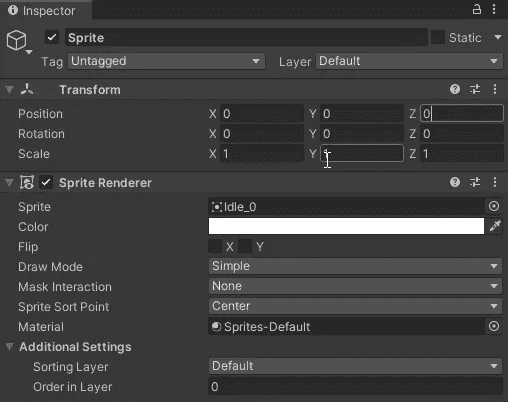 Inspector
Sprite Static
Tag Untagged Layer Default
Transform
Position X 0 Y 0 Z 0
Rotation X 0 Y 0 Z 0
Scale X 1 Y 1 Z 1
Sprite Renderer
Sprite Idle_0
Color
Flip X Y
Draw Mode Simple
Mask Interaction None
Sprite Sort Point Center
Material Sprites-Default
Additional Settings
Sorting Layer Default
Order in Layer 0